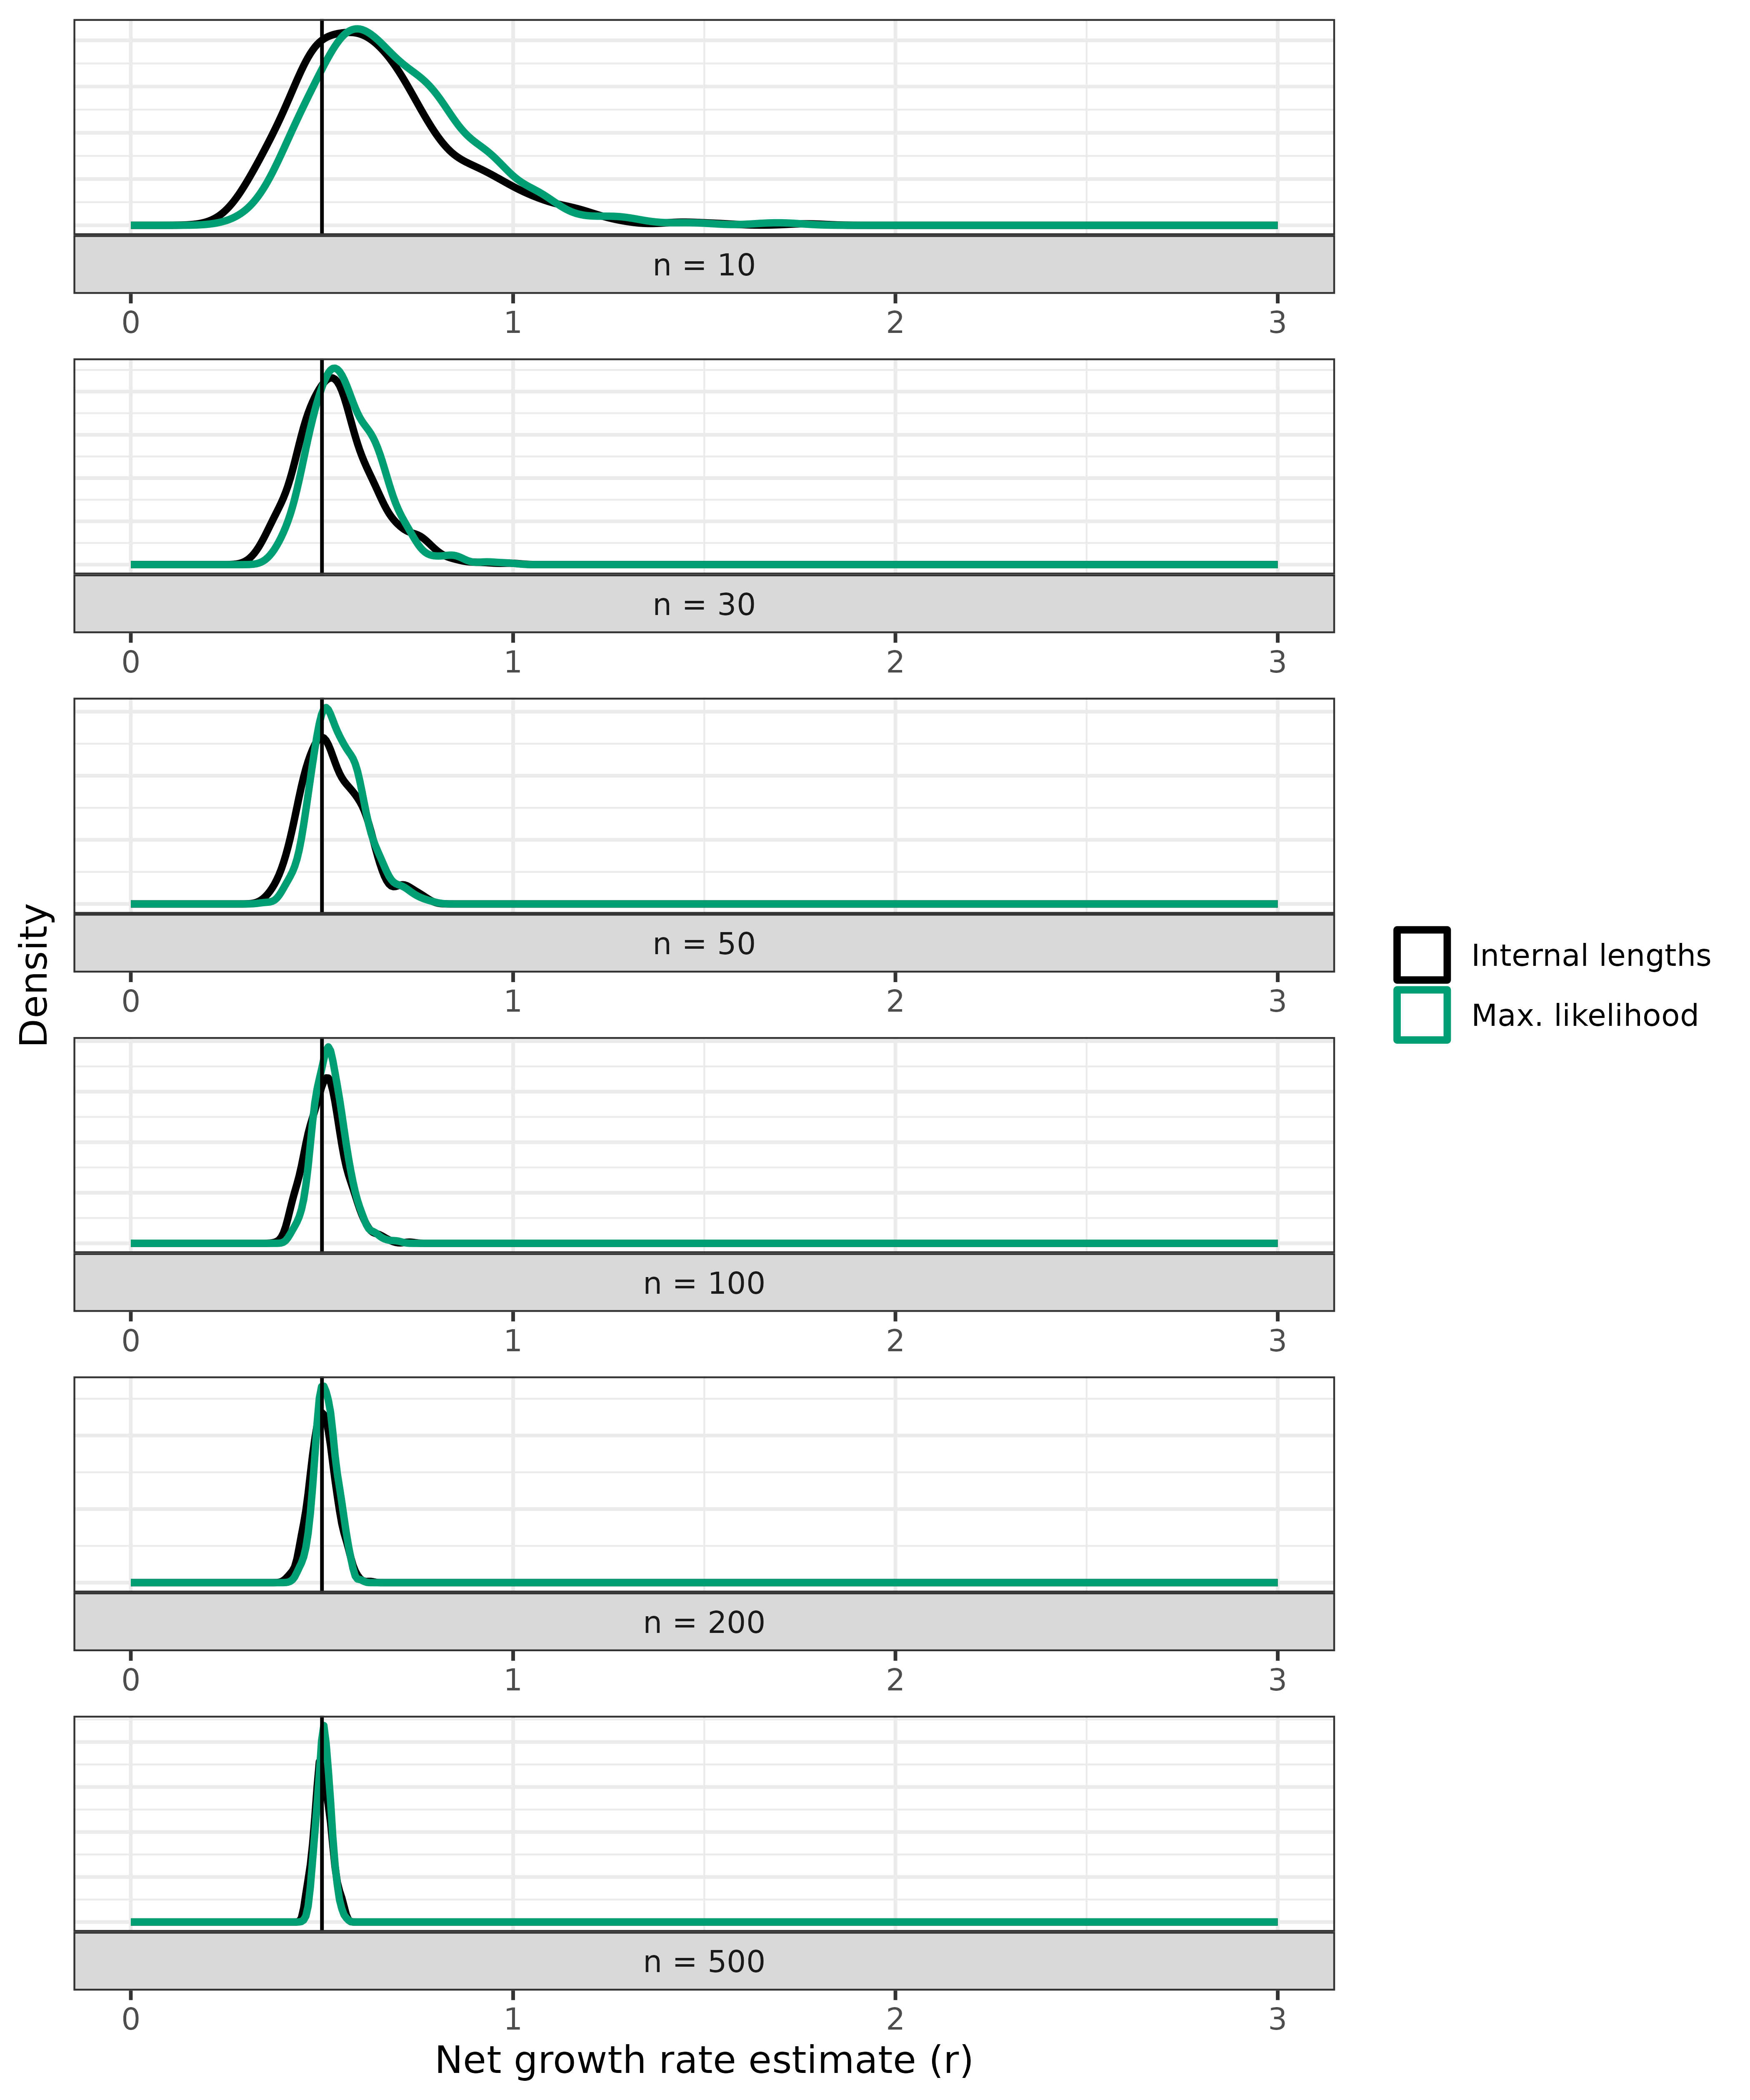 n = 10
0 1 2 3
n = 30
0 1 2 3
n = 50
0 1 2 3
n = 100
0 1 2 3
n = 200
0 1 2 3
n = 500
0 1 2 3
Net growth rate estimate (r)
Density
Internal lengths
Max. likelihood